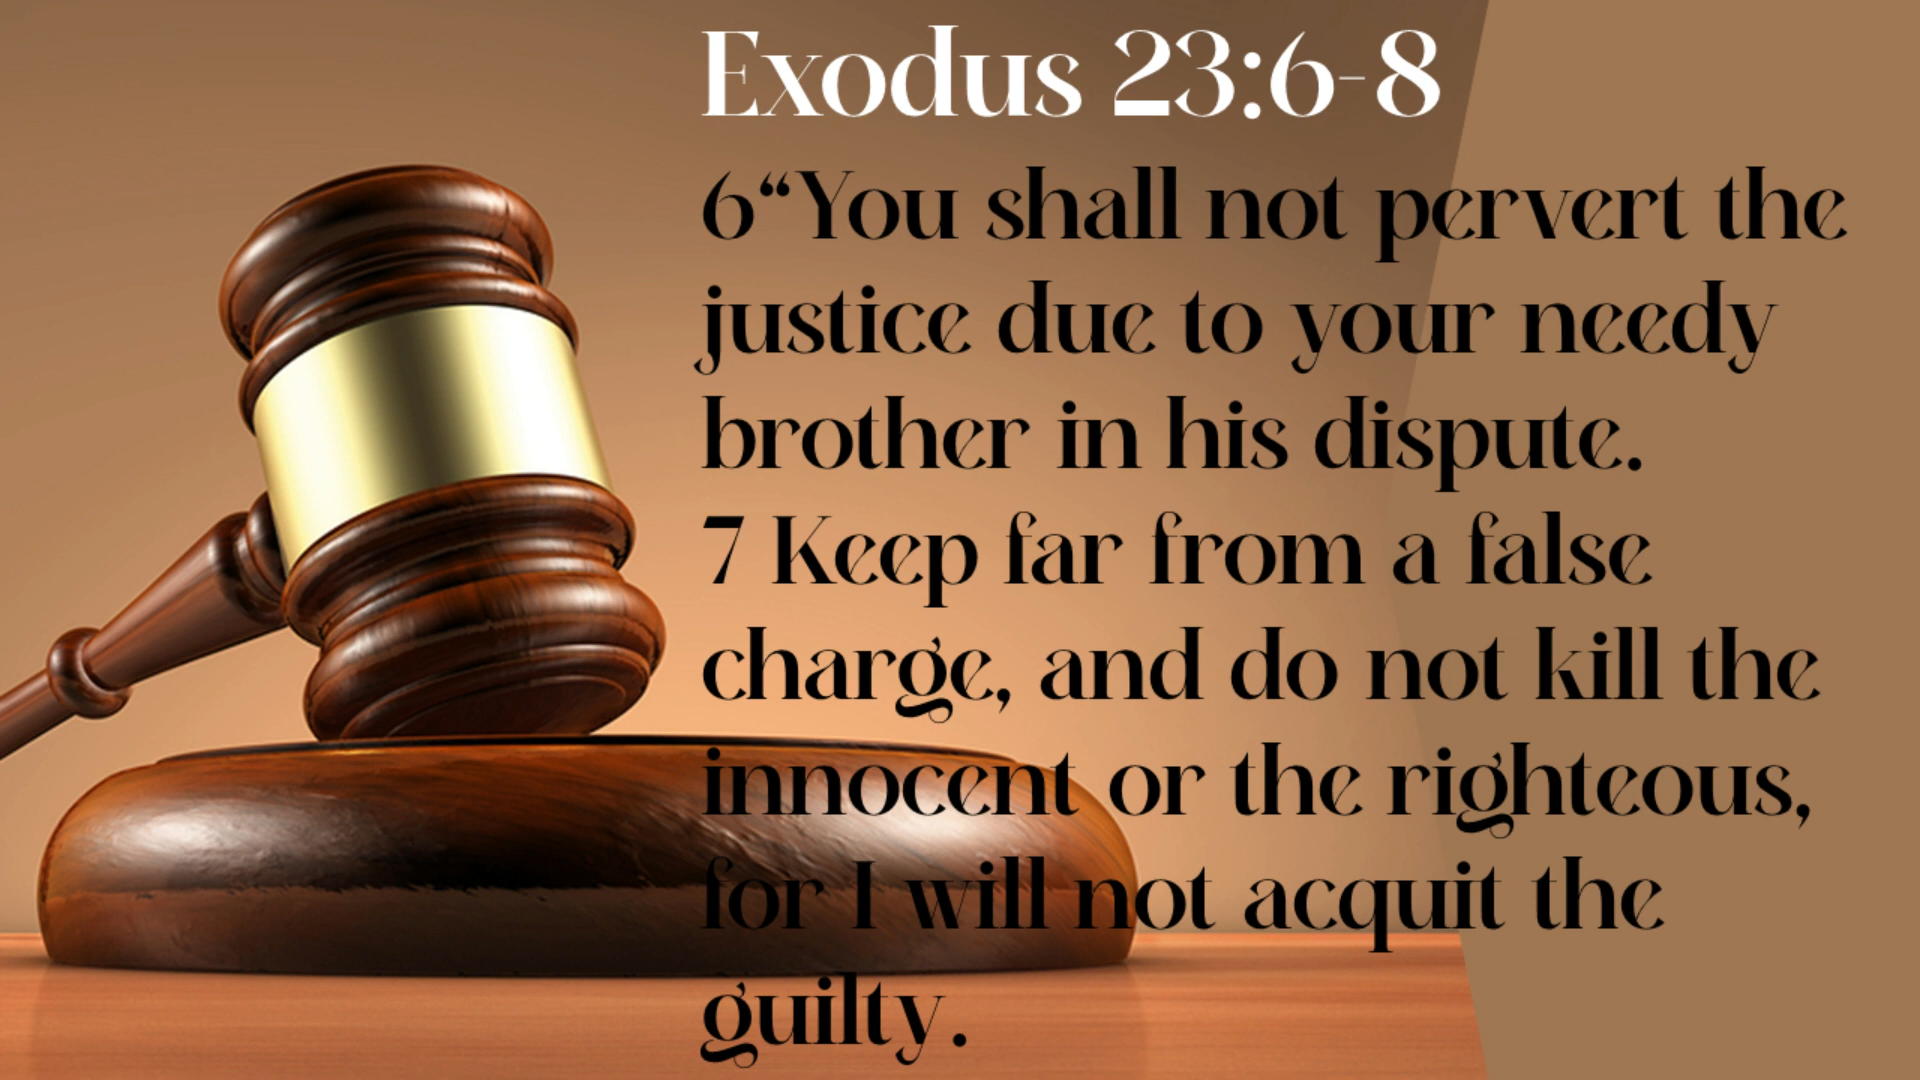 Exodus 23:6-8
6“You shall not pervert the
justice due to your needy
brother in his dispute.
7 Keep far from a false
charge, and do not kill the
innocent or the righteous,
for I will not acquit the
guilty.